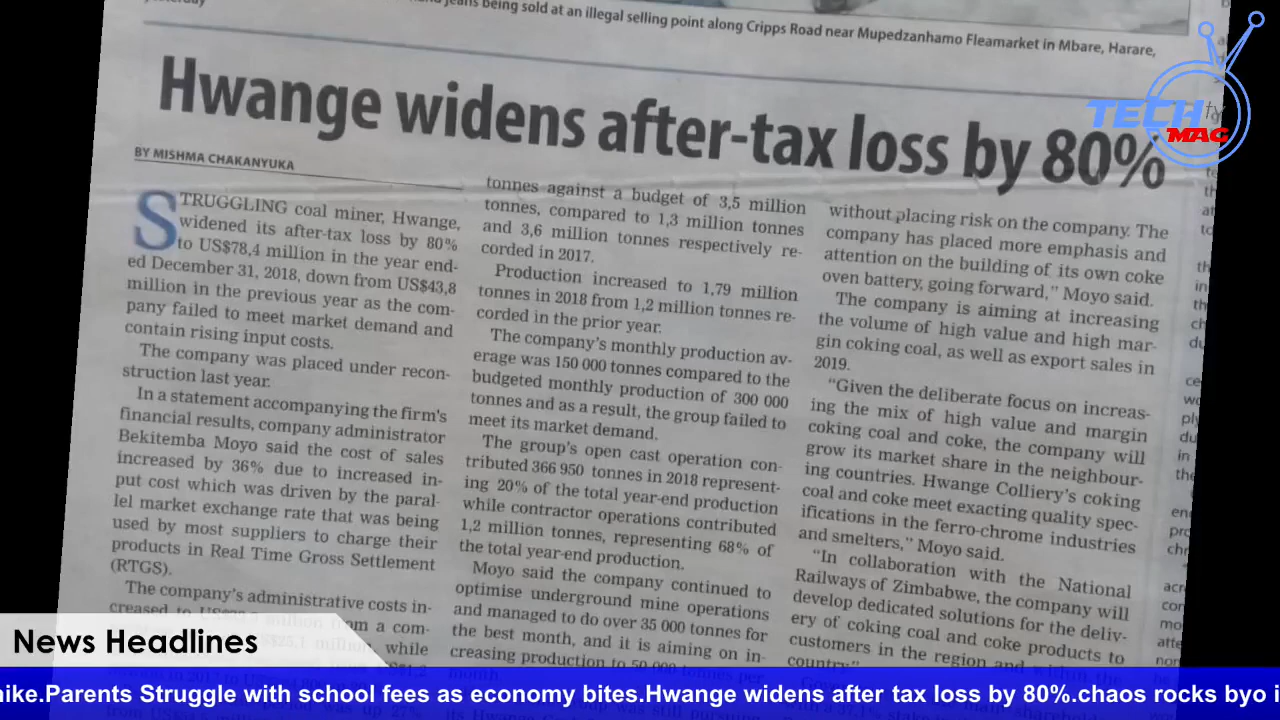 yesterday
and jeans being sold at an illegal selling point along Cripps Road near Mupedzanhamo Fleamarket in Mbare, Harare,
TECH tv
MAG
Hwange widens after-tax loss by 80%
BY MISHMA CHAKANYUKA
STRUGGLING coal miner, Hwange,
widened its after-tax loss by 80%
to US$78,4 million in the year end-
ed December 31, 2018, down from US$43,8
million in the previous year as the com-
pany failed to meet market demand and
contain rising input costs.
The company was placed under recon-
struction last year.
In a statement accompanying the firm's
financial results, company administrator
Bekitemba Moyo said the cost of sales
increased by 36% due to increased in-
put cost which was driven by the paral-
lel market exchange rate that was being
used by most suppliers to charge their
products in Real Time Gross Settlement
(RTGS).
The company's administrative costs in-
creased to million from a com-
while
tonnes against a budget of 3,5 million
tonnes, compared to 1,3 million tonnes
and 3,6 million tonnes respectively re-
corded in 2017.
Production increased to 1,79 million
tonnes in 2018 from 1,2 million tonnes re-
corded in the prior year.
The company's monthly production av-
erage was 150 000 tonnes compared to the
budgeted monthly production of 300 000
tonnes and as a result, the group failed to
meet its market demand.
The group's open cast operation con-
tributed 366 950 tonnes in 2018 represent-
ing 20% of the total year-end production
while contractor operations contributed
1,2 million tonnes, representing 68% of
the total year-end production.
Moyo said the company continued to
optimise underground mine operations
and managed to do over 35 000 tonnes for
the best month, and it is aiming on in-
creasing production to 50 000 tonnes per
month
without placing risk on the company. The
company has placed more emphasis and
attention on the building of its own coke
oven battery, going forward," Moyo said.
The company is aiming at increasing
the volume of high value and high mar-
gin coking coal, as well as export sales in
2019.
"Given the deliberate focus on increas-
ing the mix of high value and margin
coking coal and coke, the company will
grow its market share in the neighbour-
ing countries. Hwange Colliery's coking
coal and coke meet exacting quality spec-
ifications in the ferro-chrome industries
and smelters," Moyo said.
"In collaboration with the National
Railways of Zimbabwe, the company will
develop dedicated solutions for the deliv-
ery of coking coal and coke products to
customers in the region and within the
country."
News Headlines
nike.Parents Struggle with school fees as economy bites.Hwange widens after tax loss by 80%.chaos rocks byo i